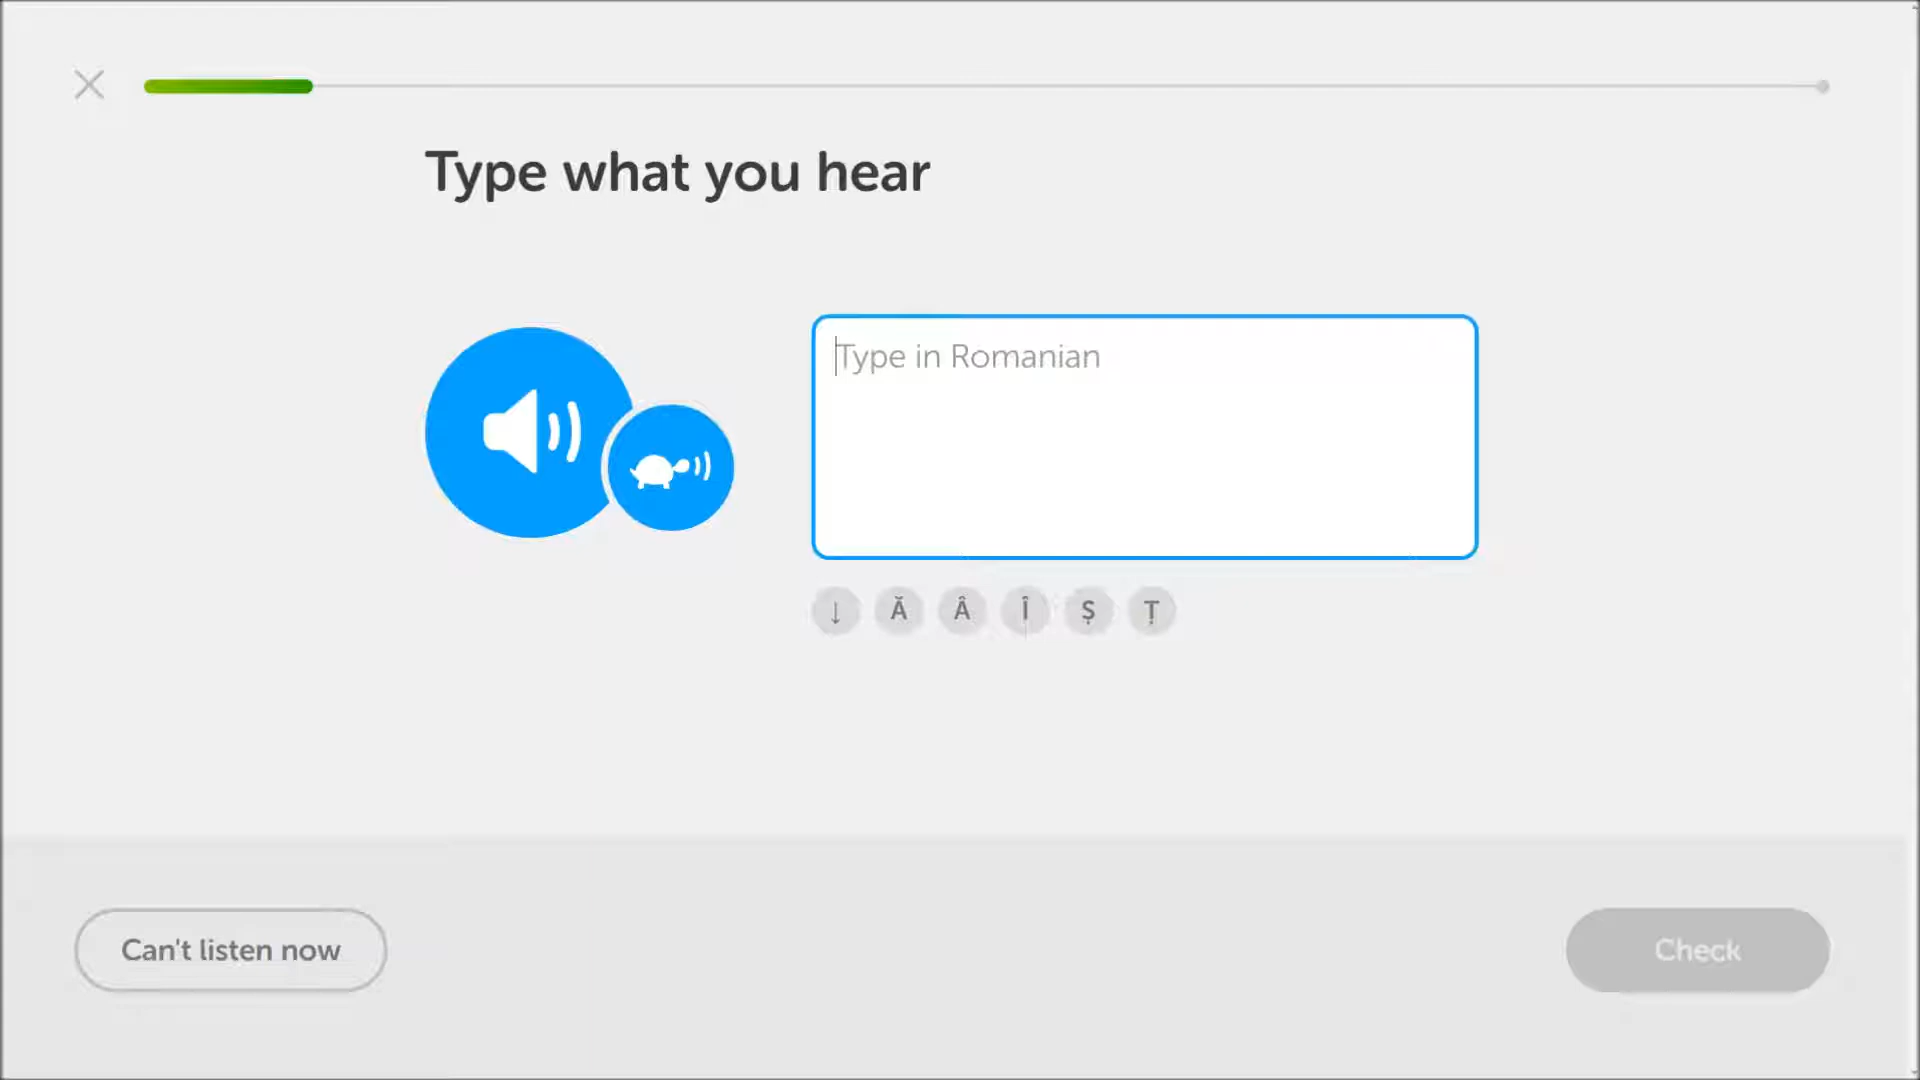 Type what you hear
Type in Romanian
↓ Ă Â Î Ș Ț
Can't listen now
Check